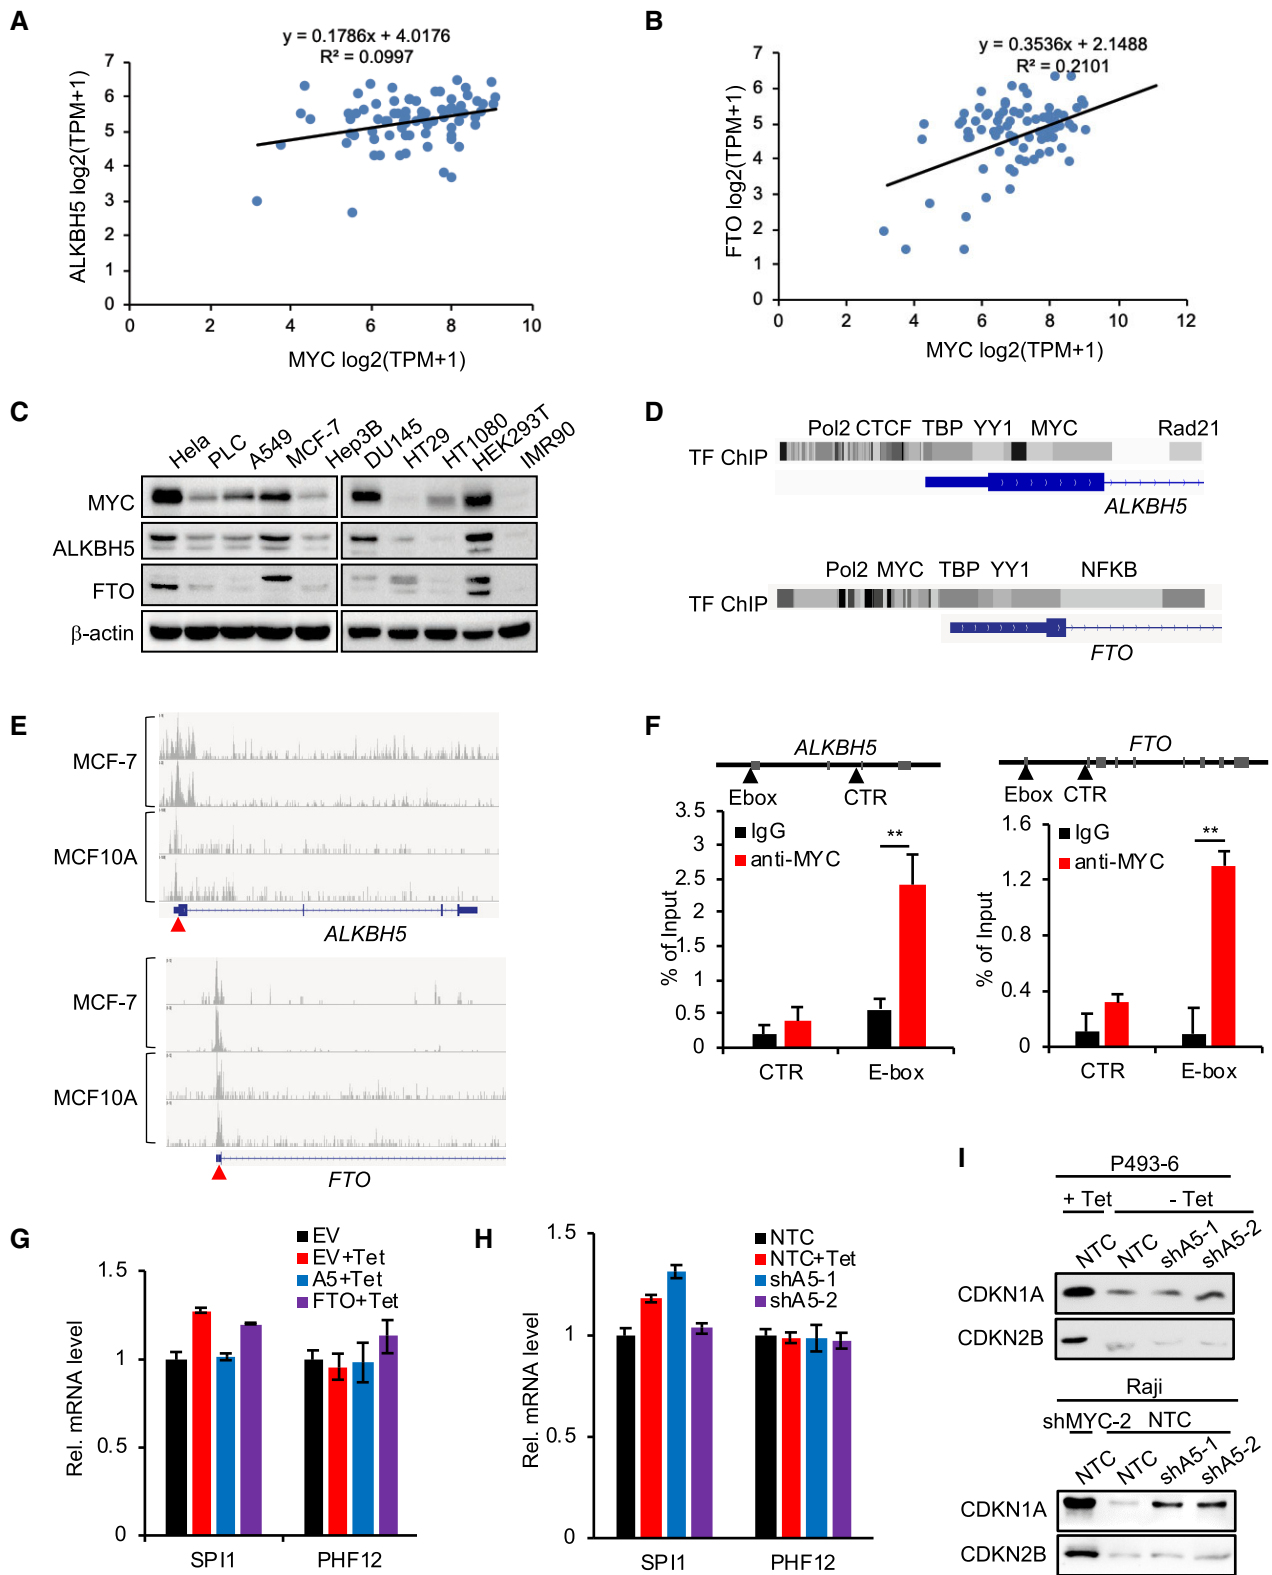 A
y = 0.1786x + 4.0176
R² = 0.0997
ALKBH5 log2(TPM+1)
7
6
5
4
3
2
1
0
0 2 4 6 8 10
MYC log2(TPM+1)
B
y = 0.3536x + 2.1488
R² = 0.2101
FTO log2(TPM+1)
7
6
5
4
3
2
1
0
0 2 4 6 8 10 12
MYC log2(TPM+1)
C
Hela PLC A549 MCF-7 Hep3B DU145 HT29 HT1080 HEK293T IMR90
MYC
ALKBH5
FTO
β-actin
D
Pol2 CTCF TBP YY1 MYC Rad21
TF ChIP
ALKBH5
Pol2 MYC TBP YY1 NFKB
TF ChIP
FTO
E
MCF-7
MCF10A
ALKBH5
MCF-7
MCF10A
FTO
F
ALKBH5
Ebox CTR
% of Input
3.5
3
2.5
2
1.5
1
0.5
0
IgG
anti-MYC
**
CTR E-box
FTO
Ebox CTR
% of Input
1.6
1.2
0.8
0.4
0
IgG
anti-MYC
**
CTR E-box
G
EV
EV+Tet
A5+Tet
FTO+Tet
Rel. mRNA level
1.5
1
0.5
0
SPI1 PHF12
H
NTC
NTC+Tet
shA5-1
shA5-2
Rel. mRNA level
1.5
1
0.5
0
SPI1 PHF12
I
P493-6
+ Tet - Tet
NTC NTC shA5-1 shA5-2
CDKN1A
CDKN2B
Raji
shMYC-2 NTC
NTC NTC shA5-1 shA5-2
CDKN1A
CDKN2B